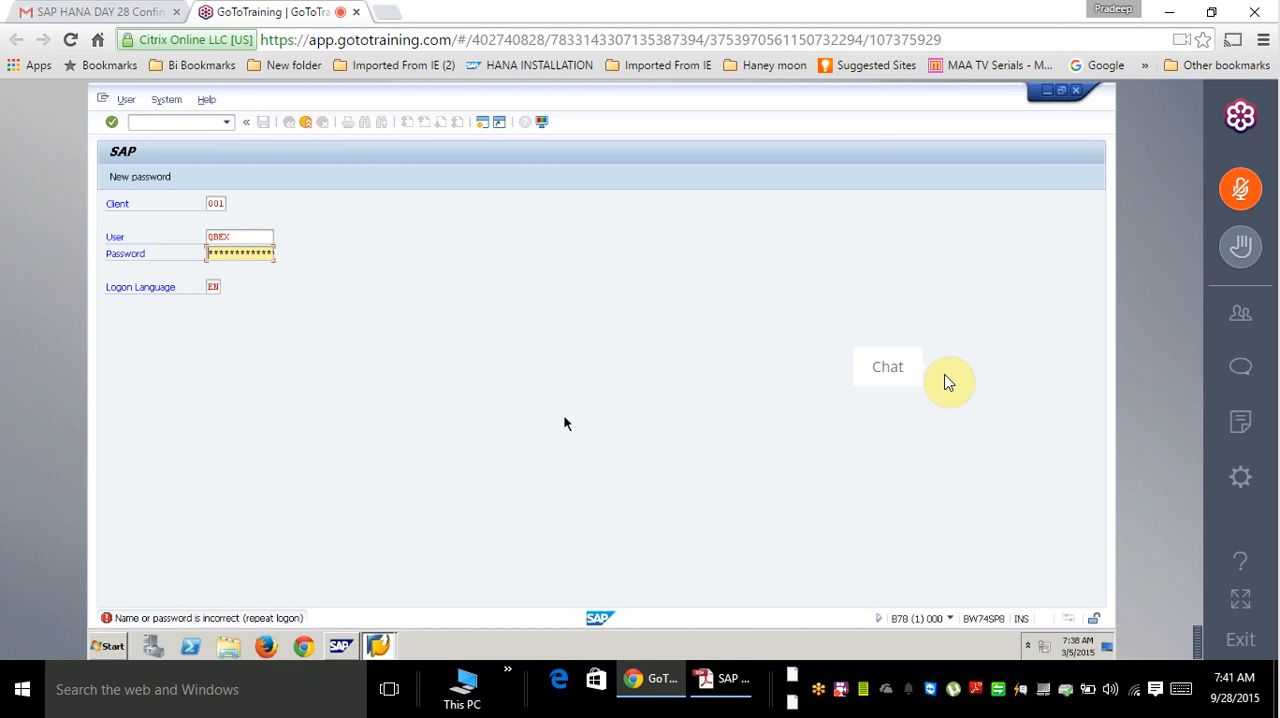 SAP HANA DAY 28 Confir
GoToTraining | GoToTra
Pradeep
Citrix Online LLC [US]
https://app.gototraining.com/#/402740828/7833143307135387394/3753970561150732294/107375929
Apps
Bookmarks
Bi Bookmarks
New folder
Imported From IE (2)
HANA INSTALLATION
Imported From IE
Haney moon
Suggested Sites
MAA TV Serials - M...
Google
»
Other bookmarks
User System Help
«
SAP
New password
Client 001
User QBEX
Password ************
Logon Language EN
Chat
Name or password is incorrect (repeat logon)
SAP
B78 (1) 000
BW74SP8
INS
Start
SAP
7:38 AM
3/5/2015
?
Exit
Search the web and Windows
This PC
»
GoT...
SAP ...
7:41 AM
9/28/2015